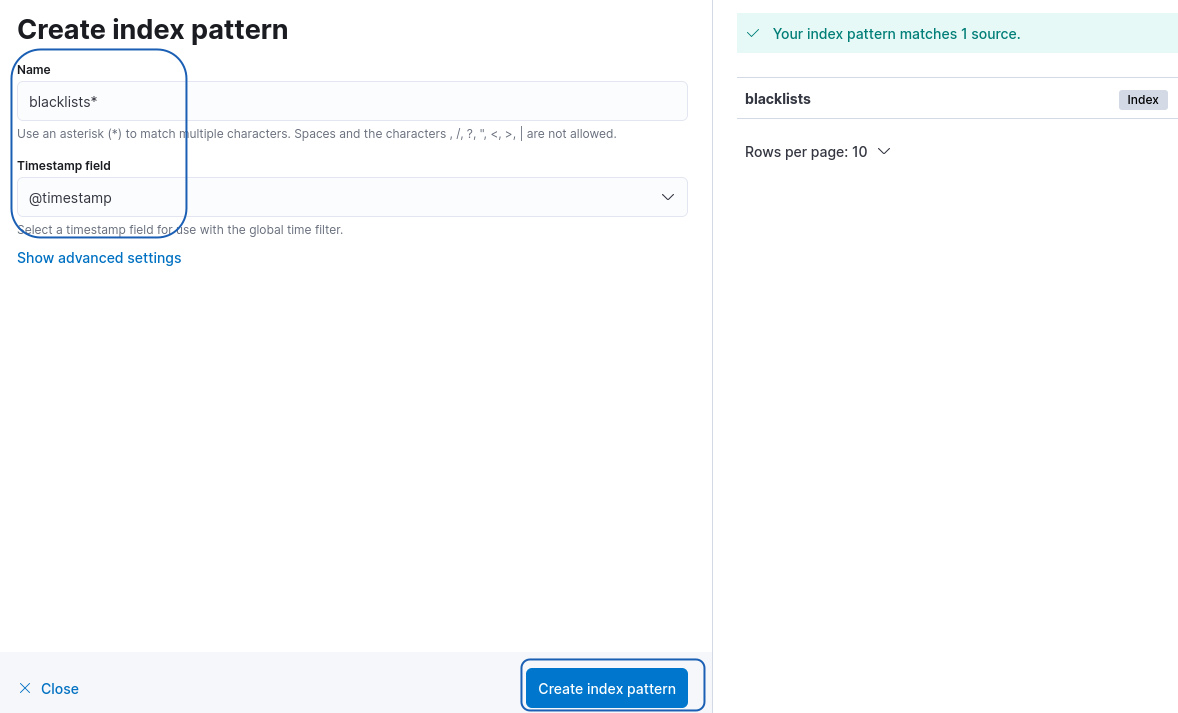 Create index pattern
Name
blacklists*
Use an asterisk (*) to match multiple characters. Spaces and the characters , /, ?, ", <, >, | are not allowed.
Timestamp field
@timestamp
Select a timestamp field for use with the global time filter.
Show advanced settings
Close
Create index pattern
Your index pattern matches 1 source.
blacklists
Index
Rows per page: 10